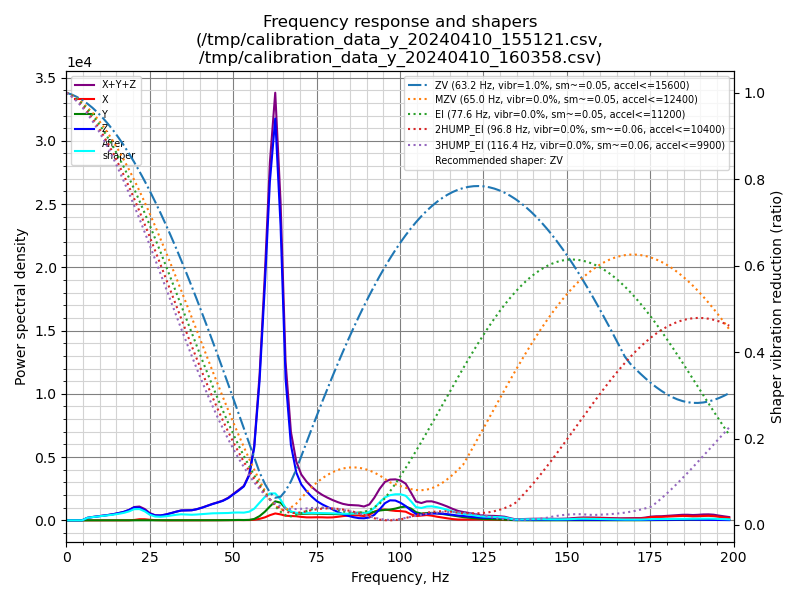 Frequency response and shapers
(/tmp/calibration_data_y_20240410_155121.csv,
/tmp/calibration_data_y_20240410_160358.csv)
1e4
X+Y+Z
X
Y
Z
After
shaper
ZV (63.2 Hz, vibr=1.0%, sm~=0.05, accel<=15600)
MZV (65.0 Hz, vibr=0.0%, sm~=0.05, accel<=12400)
EI (77.6 Hz, vibr=0.0%, sm~=0.05, accel<=11200)
2HUMP_EI (96.8 Hz, vibr=0.0%, sm~=0.06, accel<=10400)
3HUMP_EI (116.4 Hz, vibr=0.0%, sm~=0.06, accel<=9900)
Recommended shaper: ZV
3.5
3.0
2.5
2.0
1.5
1.0
0.5
0.0
Power spectral density
1.0
0.8
0.6
0.4
0.2
0.0
Shaper vibration reduction (ratio)
0 25 50 75 100 125 150 175 200
Frequency, Hz